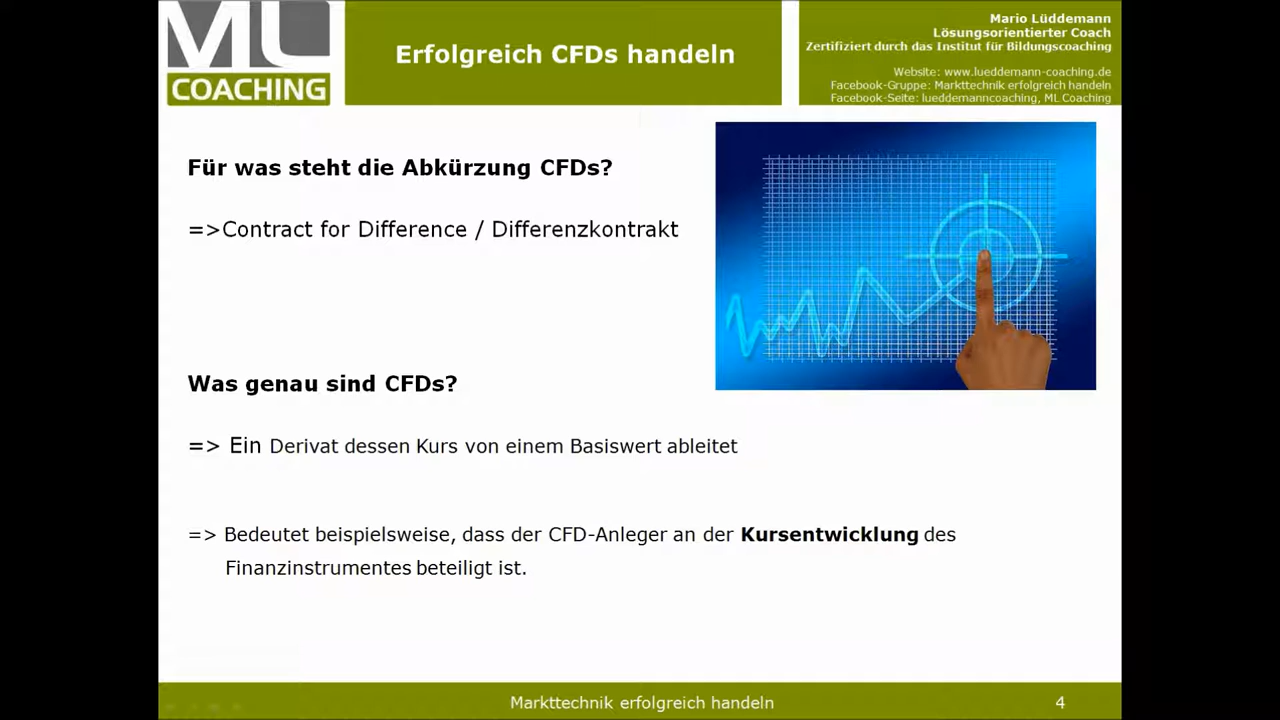 ML
COACHING
Erfolgreich CFDs handeln
Mario Lüddemann
Lösungsorientierter Coach
Zertifiziert durch das Institut für Bildungscoaching
Website: www.lueddemann-coaching.de
Facebook-Gruppe: Markttechnik erfolgreich handeln
Facebook-Seite: lueddemanncoaching, ML.Coaching
Für was steht die Abkürzung CFDs?
=>Contract for Difference / Differenzkontrakt
Was genau sind CFDs?
=> Ein Derivat dessen Kurs von einem Basiswert ableitet
=> Bedeutet beispielsweise, dass der CFD-Anleger an der Kursentwicklung des
Finanzinstrumentes beteiligt ist.
Markttechnik erfolgreich handeln
4